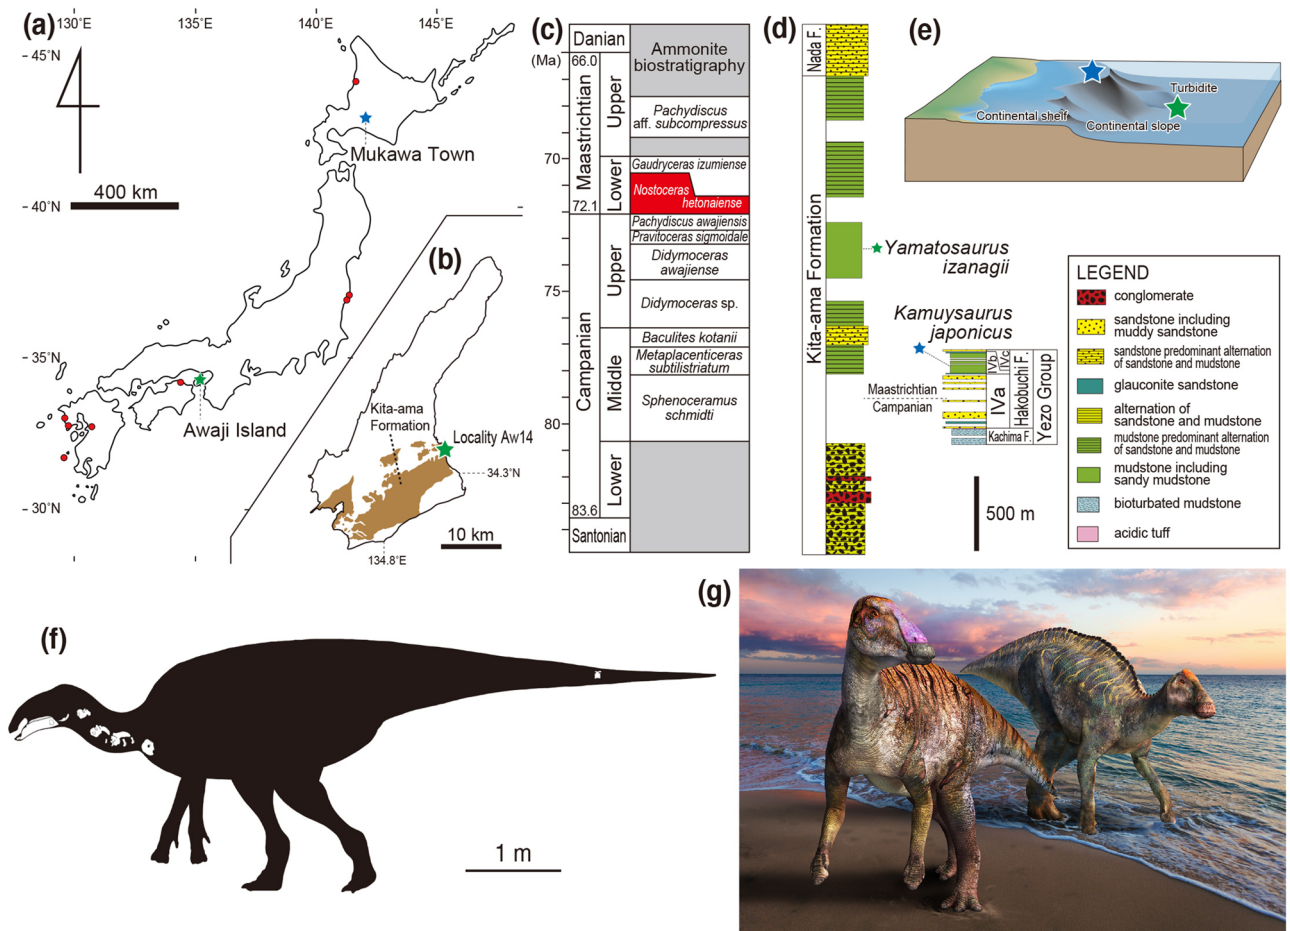 (a)
130°E
135°E
140°E
145°E
45°N
40°N
35°N
30°N
400 km
Mukawa Town
Awaji Island
(b)
Kita-ama
Formation
Locality Aw14
34.3°N
134.8°E
10 km
(c)
Danian
(Ma)
66.0
Maastrichtian
Upper
70
Lower
72.1
Campanian
Upper
75
Middle
80
Lower
83.6
Santonian
Ammonite
biostratigraphy
Pachydiscus
aff. subcompressus
Gaudryceras izumiense
Nostoceras
hetonaiense
Pachydiscus awajiensis
Pravitoceras sigmoidale
Didymoceras
awajiense
Didymoceras sp.
Baculites kotanii
Metaplacenticeras
subtilistriatum
Sphenoceramus
schmidti
(d)
Nada F.
Kita-ama Formation
Yamatosaurus
izanagii
Kamuysaurus
japonicus
Maastrichtian
Campanian
IVb
IVc
IVa
Hakobuchi F.
Kachima F.
Yezo Group
500 m
(e)
Turbidite
Continental shelf
Continental slope
LEGEND
conglomerate
sandstone including
muddy sandstone
sandstone predominant alternation
of sandstone and mudstone
glauconite sandstone
alternation of
sandstone and mudstone
mudstone predominant alternation
of sandstone and mudstone
mudstone including
sandy mudstone
bioturbated mudstone
acidic tuff
(f)
1 m
(g)